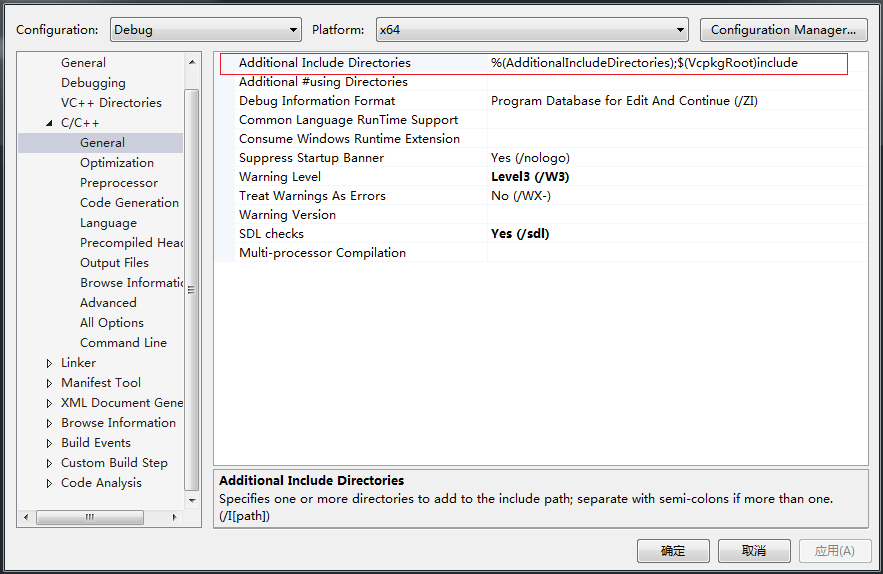 Configuration: Debug Platform: x64 Configuration Manager...
General
Debugging
VC++ Directories
C/C++
General
Optimization
Preprocessor
Code Generation
Language
Precompiled Head
Output Files
Browse Informatic
Advanced
All Options
Command Line
Linker
Manifest Tool
XML Document Gene
Browse Information
Build Events
Custom Build Step
Code Analysis
Additional Include Directories %(AdditionalIncludeDirectories);$(VcpkgRoot)include
Additional #using Directories
Debug Information Format Program Database for Edit And Continue (/ZI)
Common Language RunTime Support
Consume Windows Runtime Extension
Suppress Startup Banner Yes (/nologo)
Warning Level Level3 (/W3)
Treat Warnings As Errors No (/WX-)
Warning Version
SDL checks Yes (/sdl)
Multi-processor Compilation
Additional Include Directories
Specifies one or more directories to add to the include path; separate with semi-colons if more than one.
(/I[path])
确定 取消 应用(A)